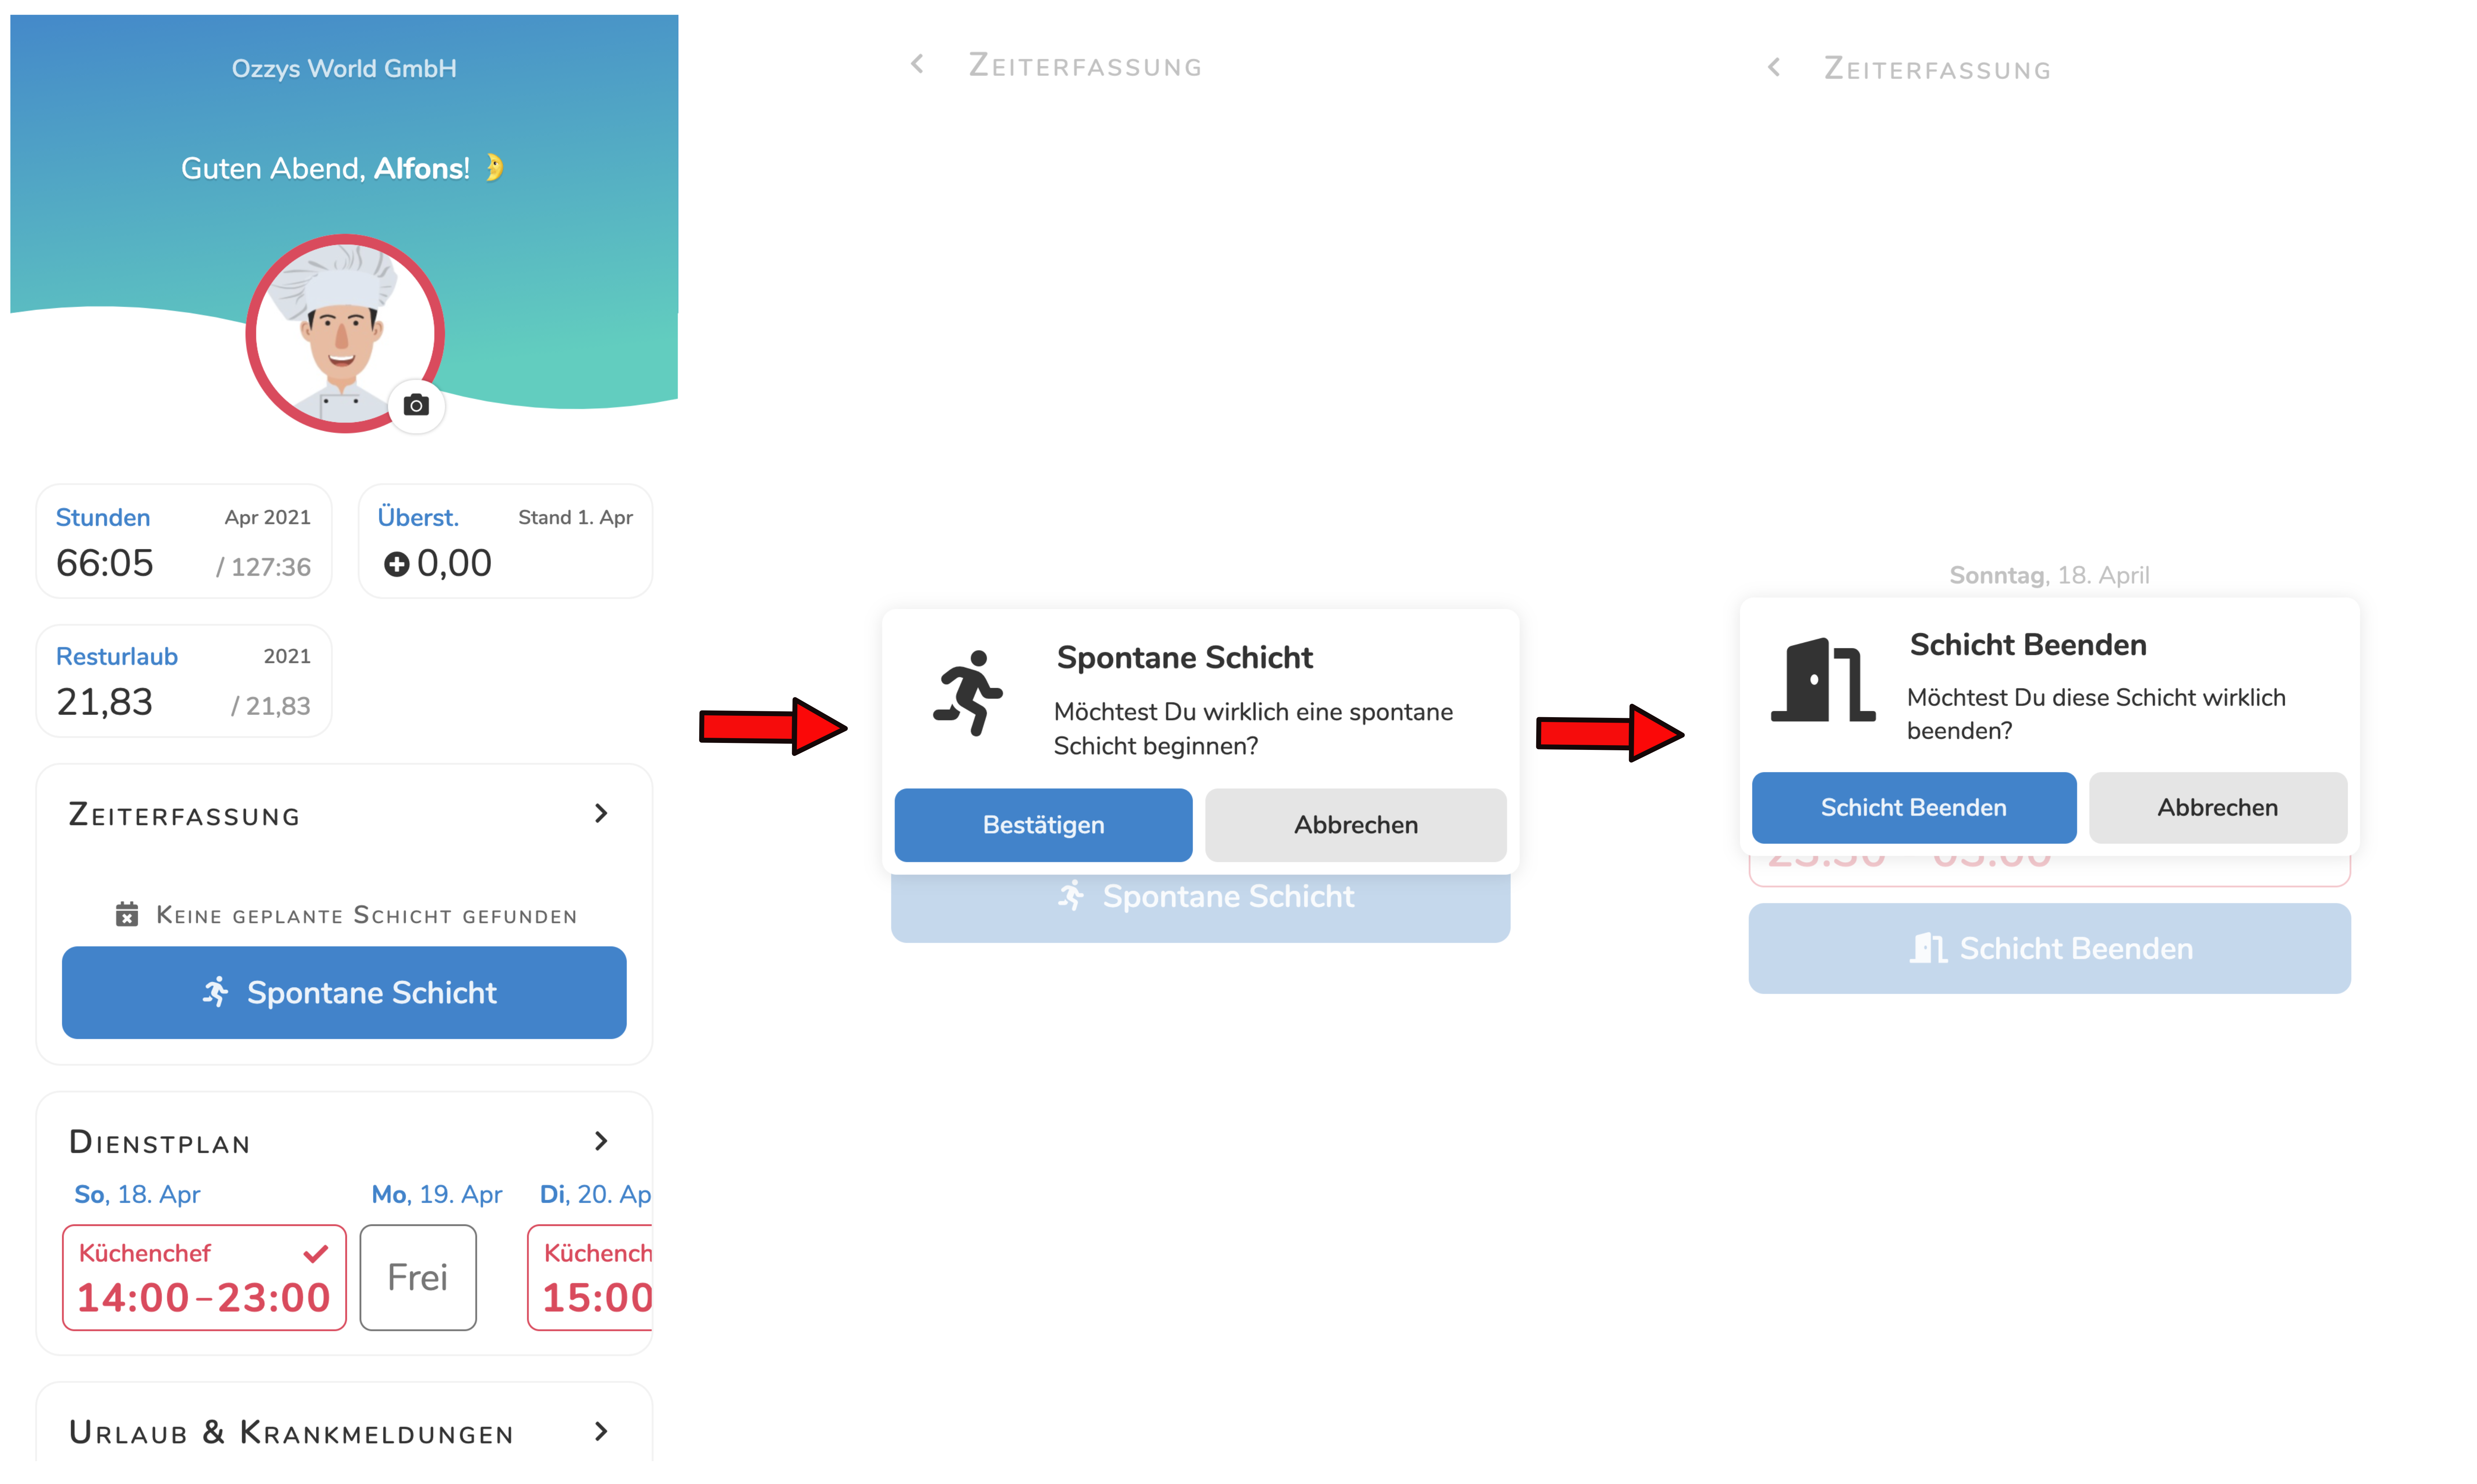 Ozzys World GmbH
Guten Abend, Alfons!
Stunden Apr 2021
66:05 / 127:36
Überst. Stand 1. Apr
0,00
Resturlaub 2021
21,83 / 21,83
Zeiterfassung
Keine geplante Schicht gefunden
Spontane Schicht
Dienstplan
So, 18. Apr Mo, 19. Apr Di, 20. Ap
Küchenchef
14:00–23:00
Frei
Küchench
15:00
Urlaub & Krankmeldungen
Zeiterfassung
Spontane Schicht
Möchtest Du wirklich eine spontane
Schicht beginnen?
Bestätigen Abbrechen
Spontane Schicht
Zeiterfassung
Sonntag, 18. April
Schicht Beenden
Möchtest Du diese Schicht wirklich
beenden?
Schicht Beenden Abbrechen
Schicht Beenden